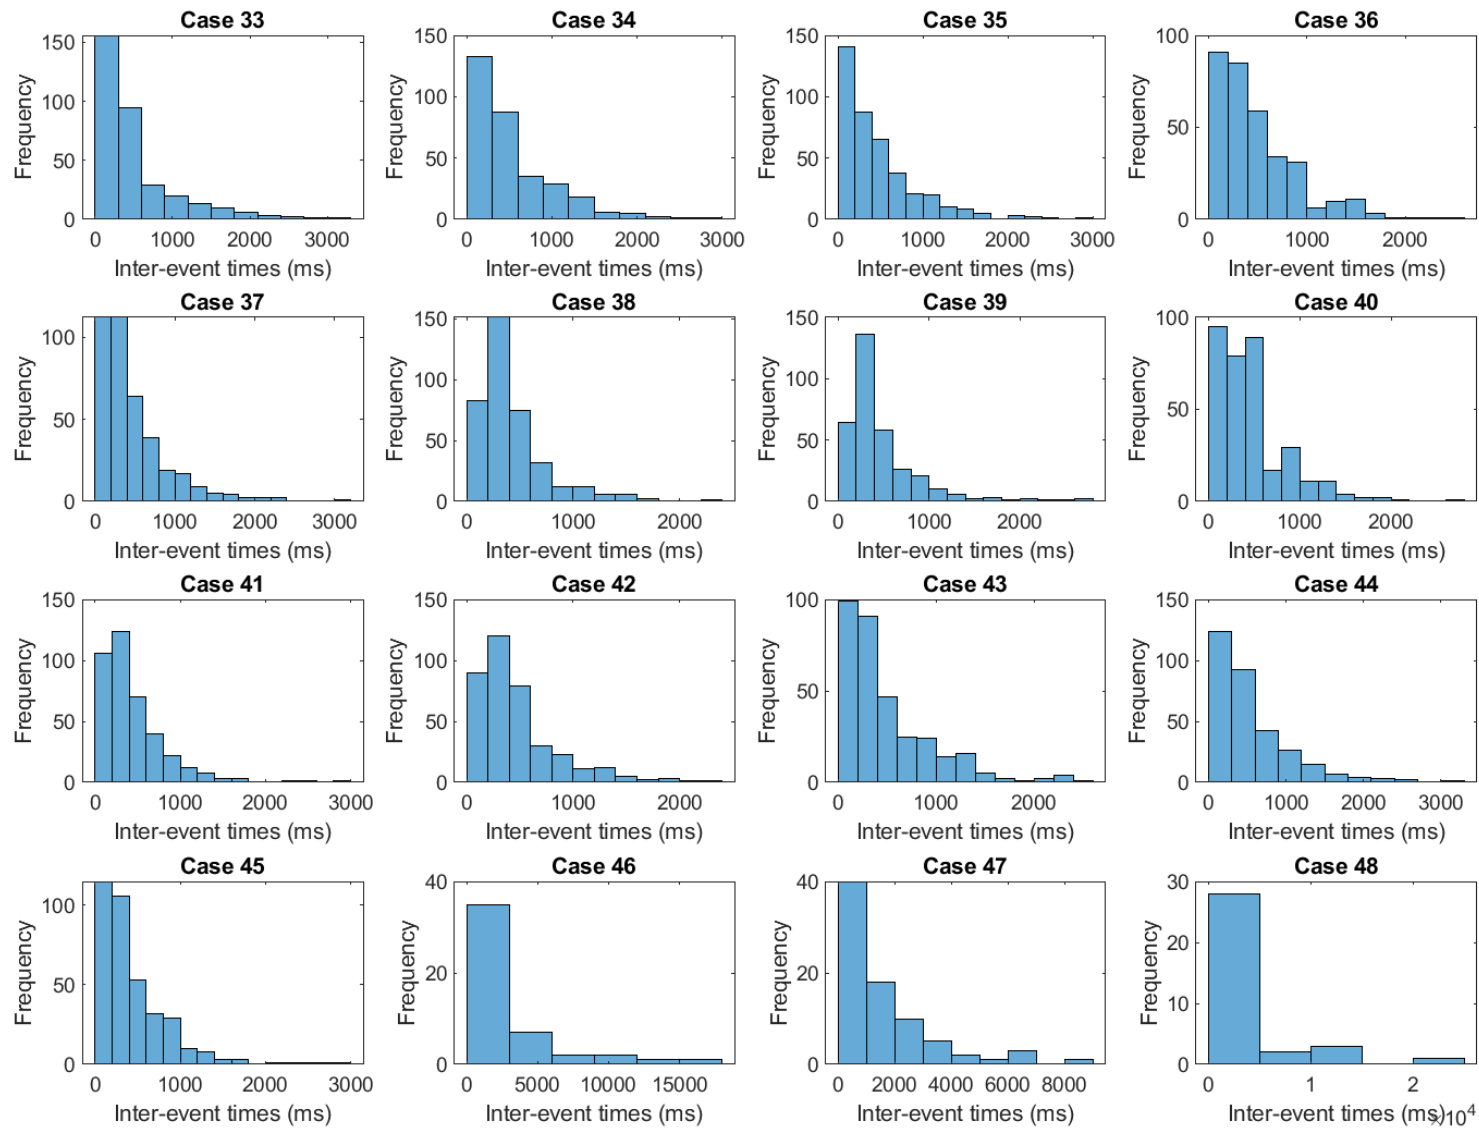 Case 33 Case 34 Case 35 Case 36
150 150 150 100
100 100 100
50 50 50 50
0 0 0 0
Frequency Frequency Frequency Frequency
0 1000 2000 3000 0 1000 2000 3000 0 1000 2000 3000 0 1000 2000
Inter-event times (ms) Inter-event times (ms) Inter-event times (ms) Inter-event times (ms)
Case 37 Case 38 Case 39 Case 40
150 150 100
100 100 100
50 50 50 50
0 0 0 0
Frequency Frequency Frequency Frequency
0 1000 2000 3000 0 1000 2000 0 1000 2000 0 1000 2000
Inter-event times (ms) Inter-event times (ms) Inter-event times (ms) Inter-event times (ms)
Case 41 Case 42 Case 43 Case 44
150 150 100 150
100 100 100
50 50 50 50
0 0 0 0
Frequency Frequency Frequency Frequency
0 1000 2000 3000 0 1000 2000 0 1000 2000 0 1000 2000 3000
Inter-event times (ms) Inter-event times (ms) Inter-event times (ms) Inter-event times (ms)
Case 45 Case 46 Case 47 Case 48
100 40 40 30
50 20 20 20
10
0 0 0 0
Frequency Frequency Frequency Frequency
0 1000 2000 3000 0 5000 10000 15000 0 2000 4000 6000 8000 0 1 2
Inter-event times (ms) Inter-event times (ms) Inter-event times (ms) Inter-event times (ms)
×10^4